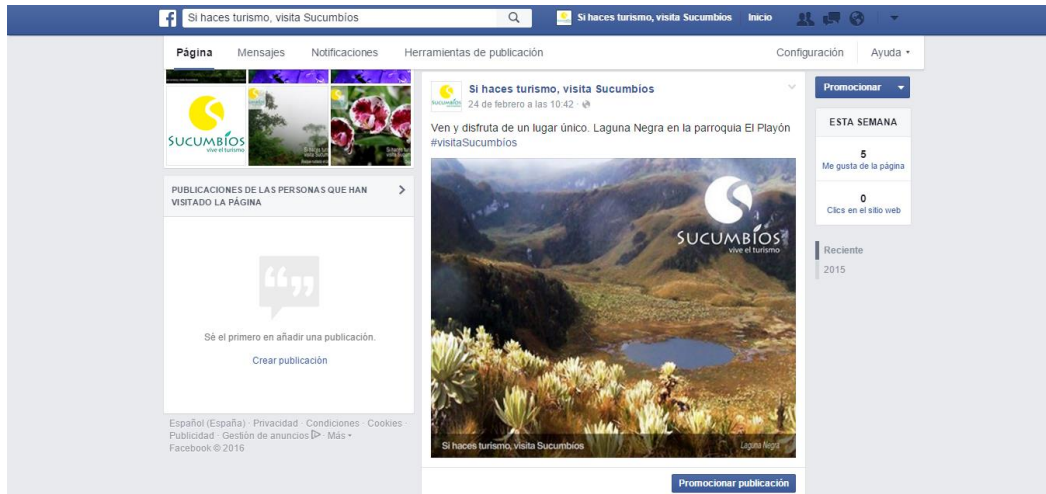 Si haces turismo, visita Sucumbíos
Si haces turismo, visita Sucumbíos Inicio
Página Mensajes Notificaciones Herramientas de publicación Configuración Ayuda
SUCUMBÍOS
vive el turismo
PUBLICACIONES DE LAS PERSONAS QUE HAN
VISITADO LA PÁGINA
Sé el primero en añadir una publicación.
Crear publicación
Español (España) · Privacidad · Condiciones · Cookies ·
Publicidad · Gestión de anuncios · Más
Facebook © 2016
Si haces turismo, visita Sucumbíos
24 de febrero a las 10:42 ·
Ven y disfruta de un lugar único. Laguna Negra en la parroquia El Playón
#visitaSucumbíos
SUCUMBÍOS
vive el turismo
Si haces turismo, visita Sucumbíos Laguna Negra
Promocionar publicación
Promocionar
ESTA SEMANA
5
Me gusta de la página
0
Clics en el sitio web
Reciente
2015